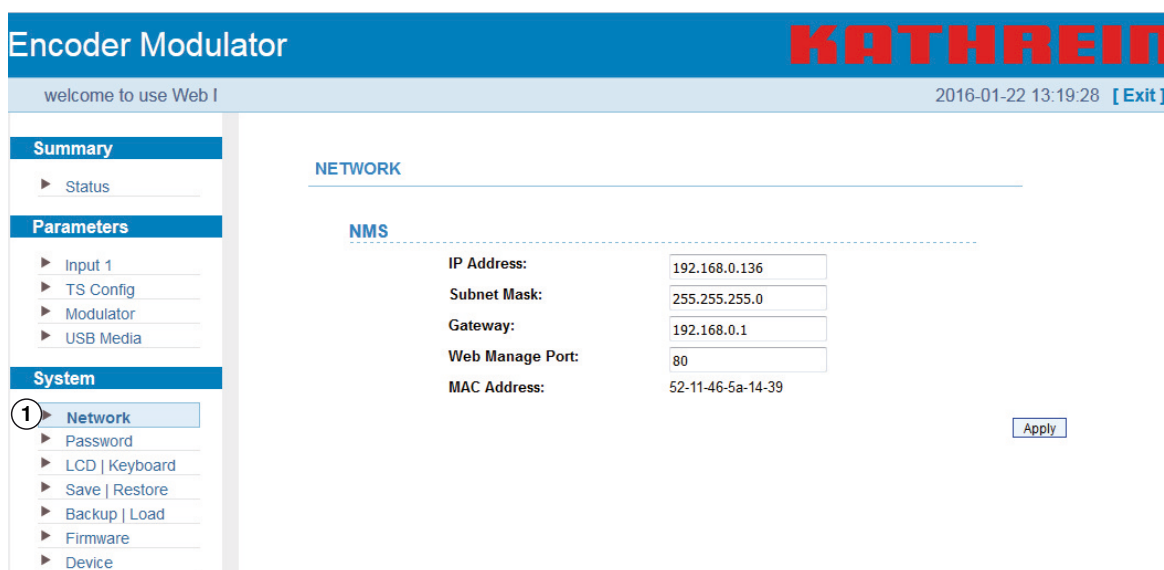 Encoder Modulator
KATHREIN
welcome to use Web
2016-01-22 13:19:28 [ Exit ]
Summary
Status
Parameters
Input 1
TS Config
Modulator
USB Media
System
1
Network
Password
LCD | Keyboard
Save | Restore
Backup | Load
Firmware
Device
NETWORK
NMS
IP Address: 192.168.0.136
Subnet Mask: 255.255.255.0
Gateway: 192.168.0.1
Web Manage Port: 80
MAC Address: 52-11-46-5a-14-39
Apply